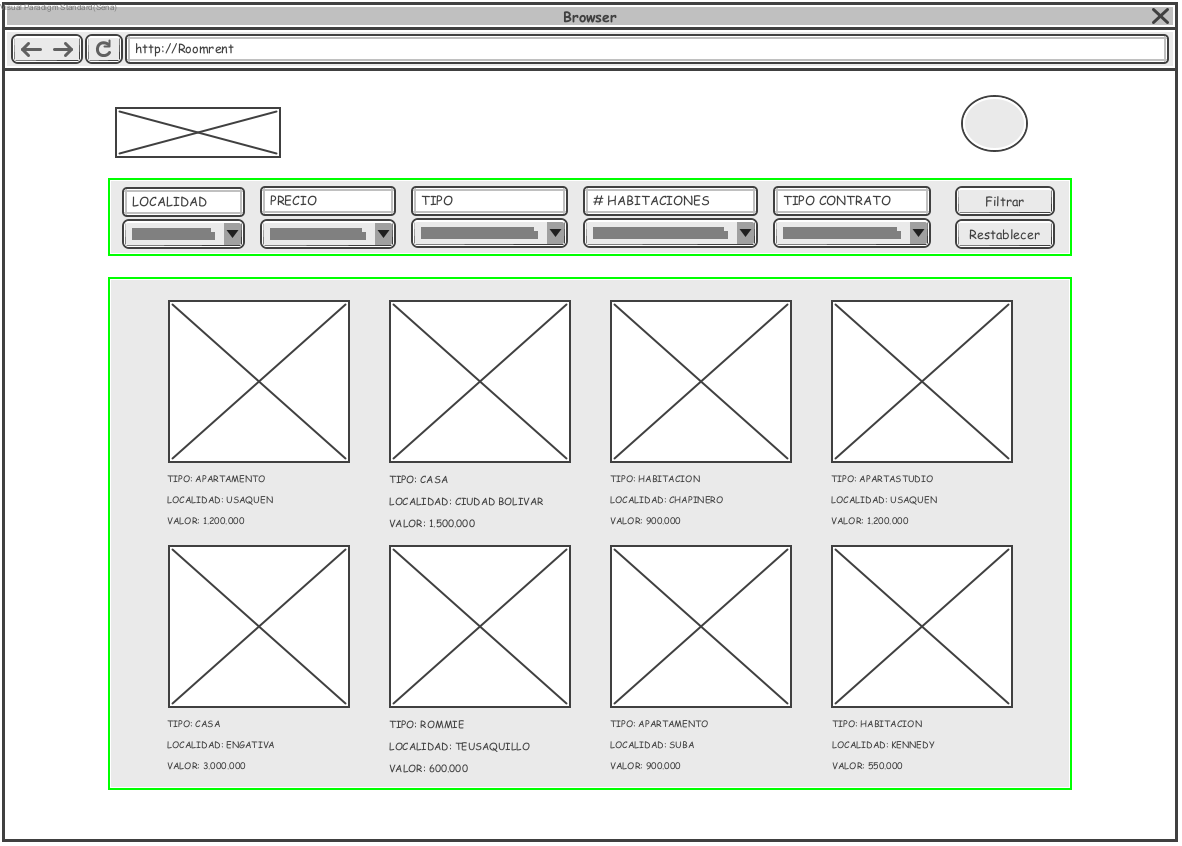 Visual Paradigm Standard(Seria)
Browser
http://Roomrent
LOCALIDAD PRECIO TIPO # HABITACIONES TIPO CONTRATO Filtrar
Restablecer
TIPO: APARTAMENTO TIPO: CASA TIPO: HABITACION TIPO: APARTASTUDIO
LOCALIDAD: USAQUEN LOCALIDAD: CIUDAD BOLIVAR LOCALIDAD: CHAPINERO LOCALIDAD: USAQUEN
VALOR: 1.200.000 VALOR: 1.500.000 VALOR: 900.000 VALOR: 1.200.000
TIPO: CASA TIPO: ROMMIE TIPO: APARTAMENTO TIPO: HABITACION
LOCALIDAD: ENGATIVA LOCALIDAD: TEUSAQUILLO LOCALIDAD: SUBA LOCALIDAD: KENNEDY
VALOR: 3.000.000 VALOR: 600.000 VALOR: 900.000 VALOR: 550.000